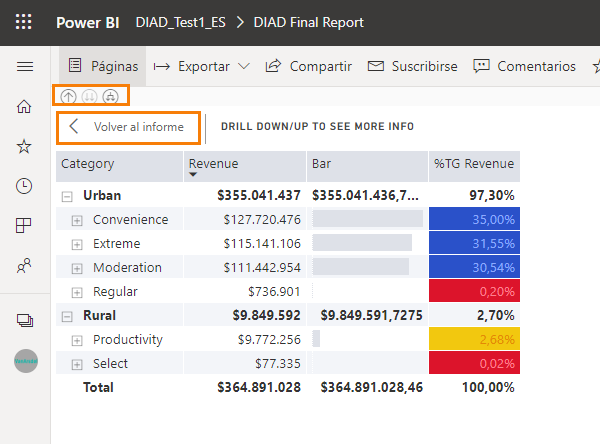 Power BI DIAD_Test1_ES > DIAD Final Report
Páginas Exportar Compartir Suscribirse Comentarios
Volver al informe DRILL DOWN/UP TO SEE MORE INFO
Category Revenue Bar %TG Revenue
Urban $355.041.437 $355.041.436,7... 97,30%
Convenience $127.720.476 35,00%
Extreme $115.141.106 31,55%
Moderation $111.442.954 30,54%
Regular $736.901 0,20%
Rural $9.849.592 $9.849.591,7275 2,70%
Productivity $9.772.256 2,68%
Select $77.335 0,02%
Total $364.891.028 $364.891.028,46 100,00%